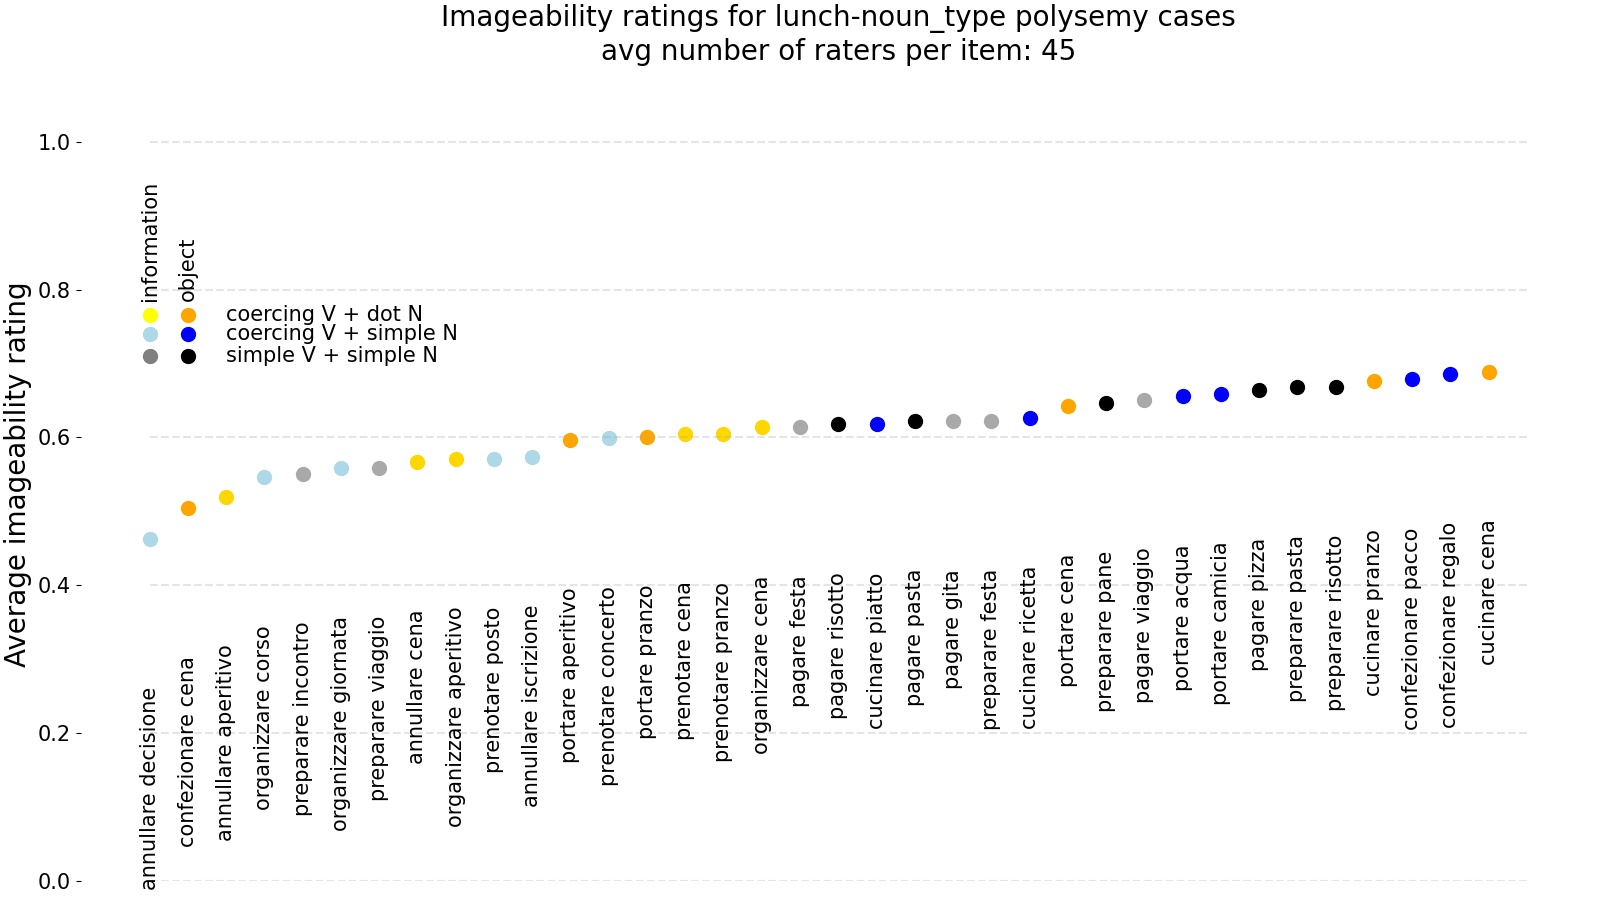 Imageability ratings for lunch-noun_type polysemy cases
avg number of raters per item: 45
Average imageability rating
1.0
0.8
0.6
0.4
0.2
0.0
information
object
coercing V + dot N
coercing V + simple N
simple V + simple N
annullare decisione
confezionare cena
annullare aperitivo
organizzare corso
preparare incontro
organizzare giornata
preparare viaggio
annullare cena
organizzare aperitivo
prenotare posto
annullare iscrizione
portare aperitivo
prenotare concerto
portare pranzo
prenotare cena
prenotare pranzo
organizzare cena
pagare festa
pagare risotto
cucinare piatto
pagare pasta
pagare gita
preparare festa
cucinare ricetta
portare cena
preparare pane
pagare viaggio
portare acqua
portare camicia
pagare pizza
preparare pasta
preparare risotto
cucinare pranzo
confezionare pacco
confezionare regalo
cucinare cena